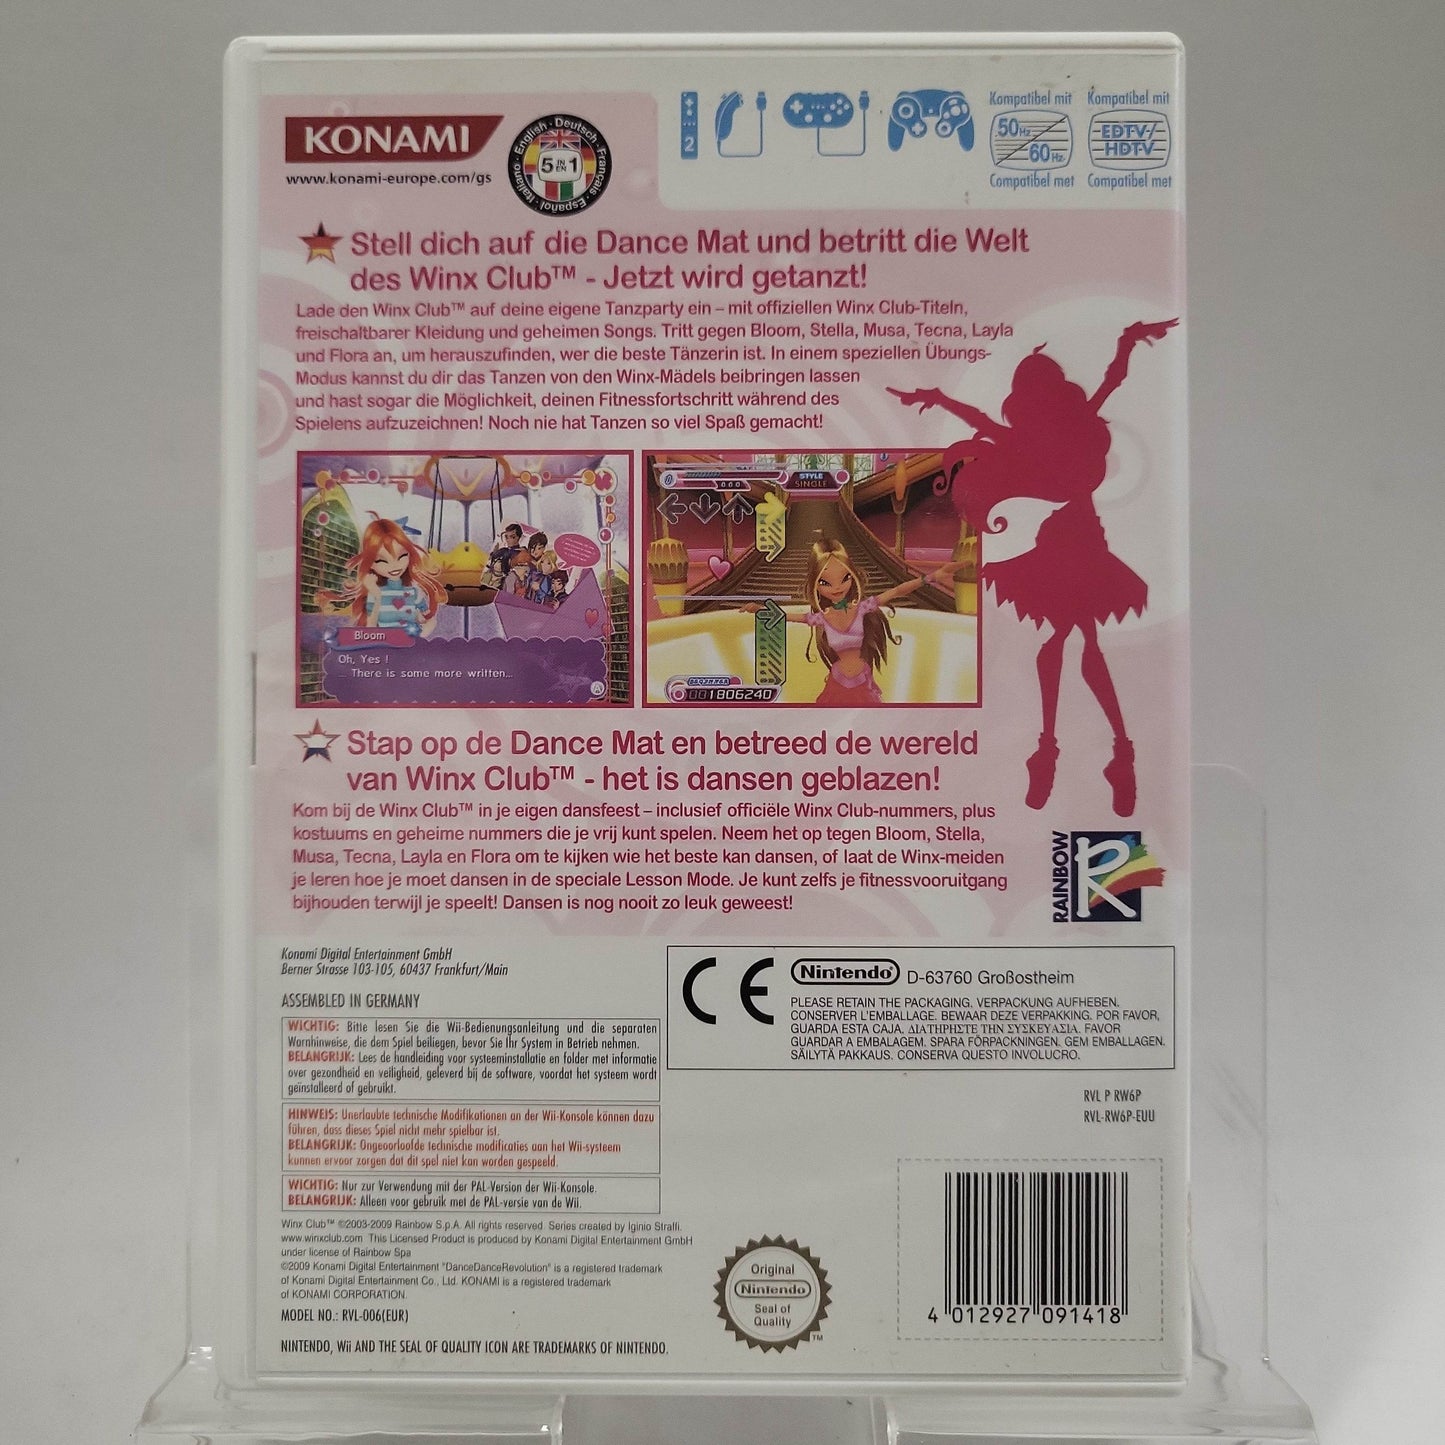 KONAMI
www.konami-europe.com/gs
English · Deutsch · Français · Español · Italiano
5 IN EN 1
2
Kompatibel mit
50Hz
60Hz
Compatibel met
Kompatibel mit
EDTV/
HDTV
Compatibel met
Stell dich auf die Dance Mat und betritt die Welt
des Winx Club™ - Jetzt wird getanzt!
Lade den Winx Club™ auf deine eigene Tanzparty ein – mit offiziellen Winx Club-Titeln,
freischaltbarer Kleidung und geheimen Songs. Tritt gegen Bloom, Stella, Musa, Tecna, Layla
und Flora an, um herauszufinden, wer die beste Tänzerin ist. In einem speziellen Übungs-
Modus kannst du dir das Tanzen von den Winx-Mädels beibringen lassen
und hast sogar die Möglichkeit, deinen Fitnessfortschritt während des
Spielens aufzuzeichnen! Noch nie hat Tanzen so viel Spaß gemacht!
Bloom
Oh, Yes !
... There is some more written...
A
0
000
STYLE
SINGLE
BEGINNER
001806240
Stap op de Dance Mat en betreed de wereld
van Winx Club™ - het is dansen geblazen!
Kom bij de Winx Club™ in je eigen dansfeest – inclusief officiële Winx Club-nummers, plus
kostuums en geheime nummers die je vrij kunt spelen. Neem het op tegen Bloom, Stella,
Musa, Tecna, Layla en Flora om te kijken wie het beste kan dansen, of laat de Winx-meiden
je leren hoe je moet dansen in de speciale Lesson Mode. Je kunt zelfs je fitnessvooruitgang
bijhouden terwijl je speelt! Dansen is nog nooit zo leuk geweest!
RAINBOW
R
Konami Digital Entertainment GmbH
Berner Strasse 103-105, 60437 Frankfurt/Main
ASSEMBLED IN GERMANY
WICHTIG: Bitte lesen Sie die Wii-Bedienungsanleitung und die separaten
Warnhinweise, die dem Spiel beiliegen, bevor Sie Ihr System in Betrieb nehmen.
BELANGRIJK: Lees de handleiding voor systeeminstallatie en folder met informatie
over gezondheid en veiligheid, geleverd bij de software, voordat het systeem wordt
geïnstalleerd of gebruikt.
HINWEIS: Unerlaubte technische Modifikationen an der Wii-Konsole können dazu
führen, dass dieses Spiel nicht mehr spielbar ist.
BELANGRIJK: Ongeoorloofde technische modificaties aan het Wii-systeem
kunnen ervoor zorgen dat dit spel niet kan worden gespeeld.
WICHTIG: Nur zur Verwendung mit der PAL-Version der Wii-Konsole.
BELANGRIJK: Alleen voor gebruik met de PAL-versie van de Wii.
Winx Club™ ©2003-2009 Rainbow S.p.A. All rights reserved. Series created by Iginio Straffi.
www.winxclub.com This Licensed Product is produced by Konami Digital Entertainment GmbH
under license of Rainbow Spa
©2009 Konami Digital Entertainment "DanceDanceRevolution" is a registered trademark
of Konami Digital Entertainment Co., Ltd. KONAMI is a registered trademark
of KONAMI CORPORATION.
MODEL NO.: RVL-006(EUR)
NINTENDO, Wii AND THE SEAL OF QUALITY ICON ARE TRADEMARKS OF NINTENDO.
CE
Nintendo® D-63760 Großostheim
PLEASE RETAIN THE PACKAGING. VERPACKUNG AUFHEBEN.
CONSERVER L'EMBALLAGE. BEWAAR DEZE VERPAKKING. POR FAVOR,
GUARDA ESTA CAJA. ΔΙΑΤΗΡΗΣΤΕ ΤΗΝ ΣΥΣΚΕΥΑΣΙΑ. FAVOR
GUARDAR A EMBALAGEM. SPARA FÖRPACKNINGEN. GEM EMBALLAGEN.
SÄILYTÄ PAKKAUS. CONSERVA QUESTO INVOLUCRO.
RVL P RW6P
RVL-RW6P-EUU
Original
Nintendo
Seal of
Quality
™
4 012927 091418